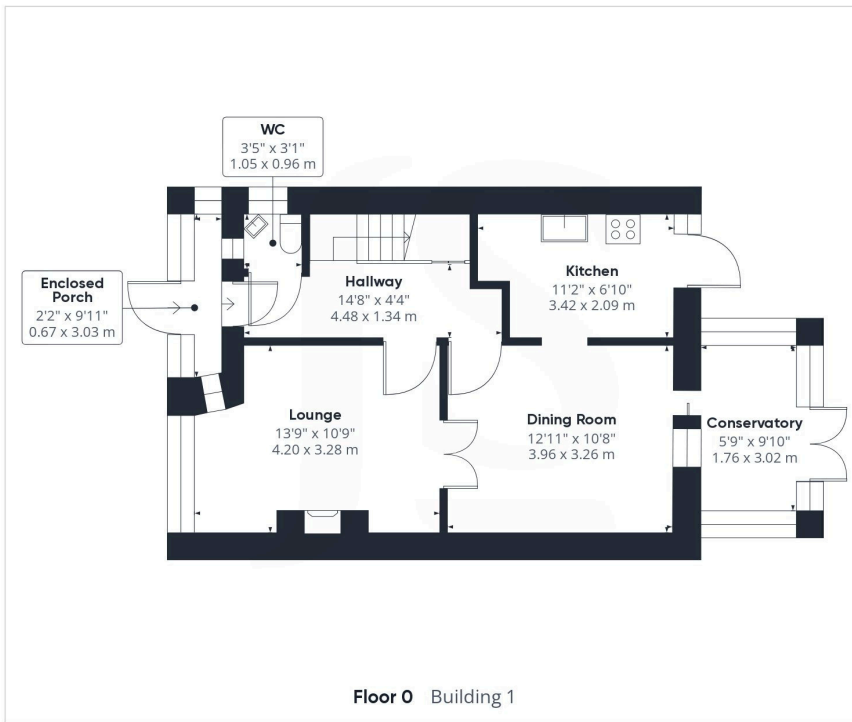 WC
3'5" x 3'1"
1.05 x 0.96 m
Enclosed
Porch
2'2" x 9'11"
0.67 x 3.03 m
Hallway
14'8" x 4'4"
4.48 x 1.34 m
Kitchen
11'2" x 6'10"
3.42 x 2.09 m
Lounge
13'9" x 10'9"
4.20 x 3.28 m
Dining Room
12'11" x 10'8"
3.96 x 3.26 m
Conservatory
5'9" x 9'10"
1.76 x 3.02 m
Floor 0 Building 1